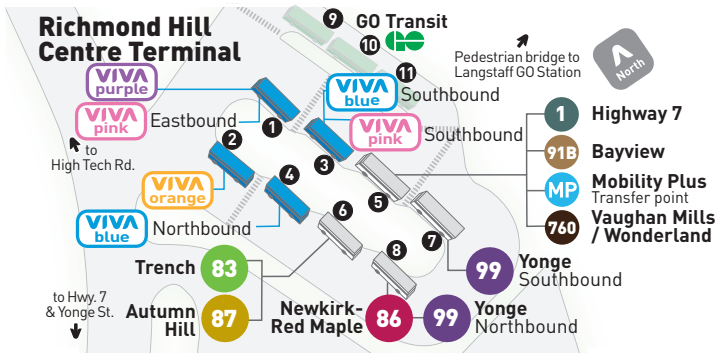 Richmond Hill
Centre Terminal
9
GO Transit
10
GO
11
Pedestrian bridge to
Langstaff GO Station
North
VIVA
purple
VIVA
pink
Eastbound
VIVA
blue
Southbound
VIVA
pink
Southbound
1
2
3
4
5
6
7
8
to
High Tech Rd.
VIVA
orange
VIVA
blue
Northbound
1
Highway 7
91B
Bayview
MP
Mobility Plus
Transfer point
760
Vaughan Mills
/ Wonderland
Trench
83
to Hwy. 7
& Yonge St.
Autumn
Hill
87
Newkirk-
Red Maple
86
99
Yonge
Northbound
99
Yonge
Southbound